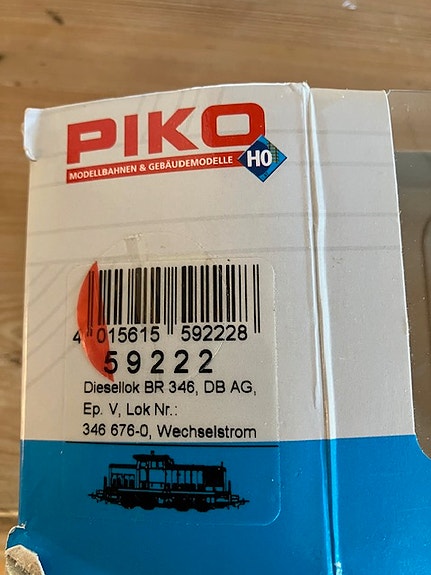 PIKO
MODELLBAHNEN & GEBÄUDEMODELLE
H0
4 015615 592228
59222
Diesellok BR 346, DB AG,
Ep. V, Lok Nr.:
346 676-0, Wechselstrom